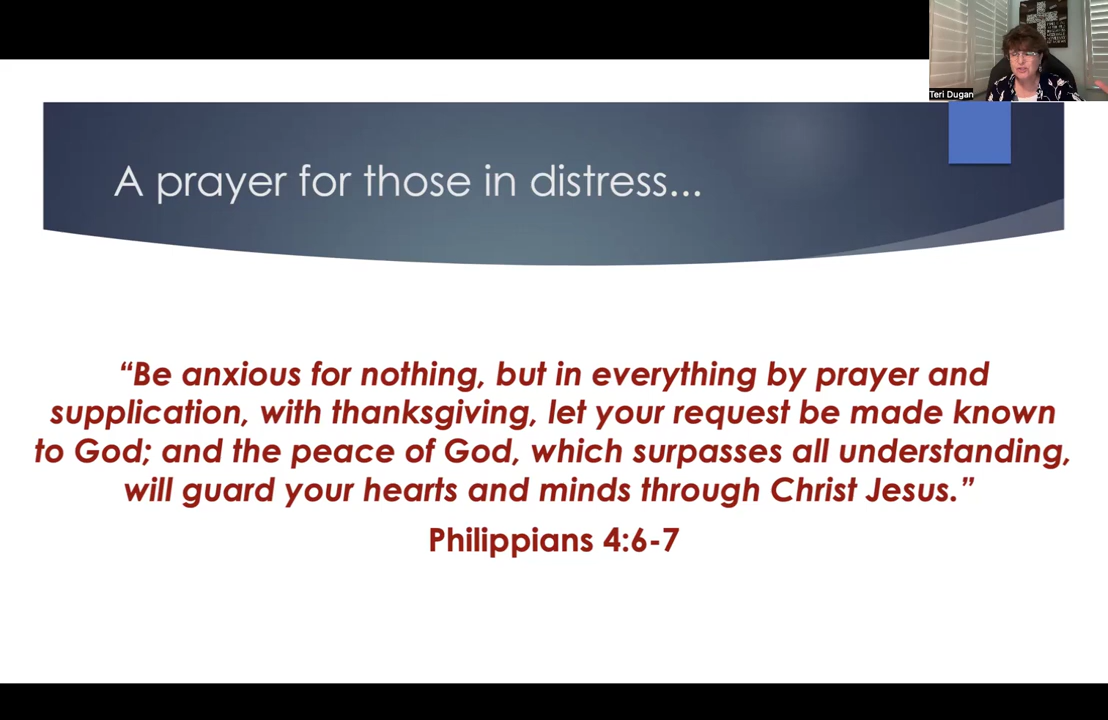 Teri Dugan
A prayer for those in distress...
“Be anxious for nothing, but in everything by prayer and
supplication, with thanksgiving, let your request be made known
to God; and the peace of God, which surpasses all understanding,
will guard your hearts and minds through Christ Jesus.”
Philippians 4:6-7